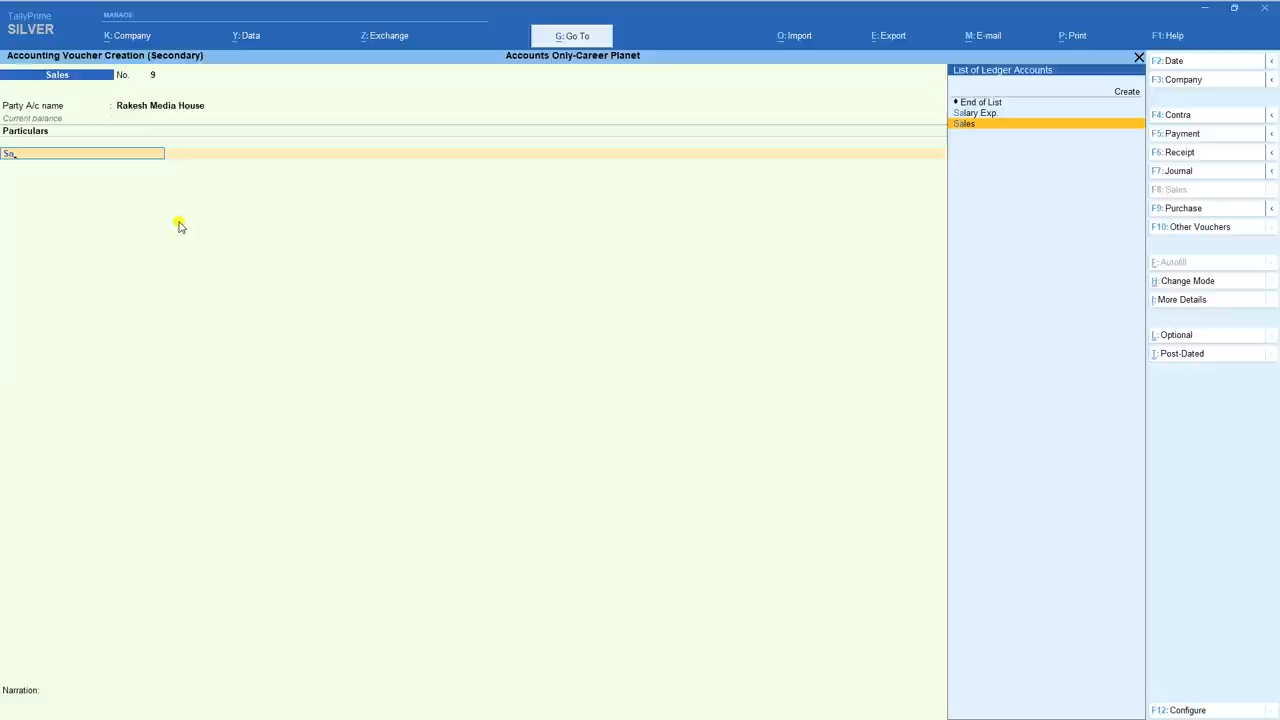 TallyPrime
SILVER
MANAGE
K: Company
Y: Data
Z: Exchange
G: Go To
O: Import
E: Export
M: E-mail
P: Print
F1: Help
Accounting Voucher Creation (Secondary)
Accounts Only-Career Planet
Sales No. 9
Party A/c name : Rakesh Media House
Current balance :
Particulars
Sa
Narration:
List of Ledger Accounts
Create
♦ End of List
Salary Exp.
Sales
F2: Date
F3: Company
F4: Contra
F5: Payment
F6: Receipt
F7: Journal
F8: Sales
F9: Purchase
F10: Other Vouchers
E: Autofill
H: Change Mode
I: More Details
L: Optional
T: Post-Dated
F12: Configure